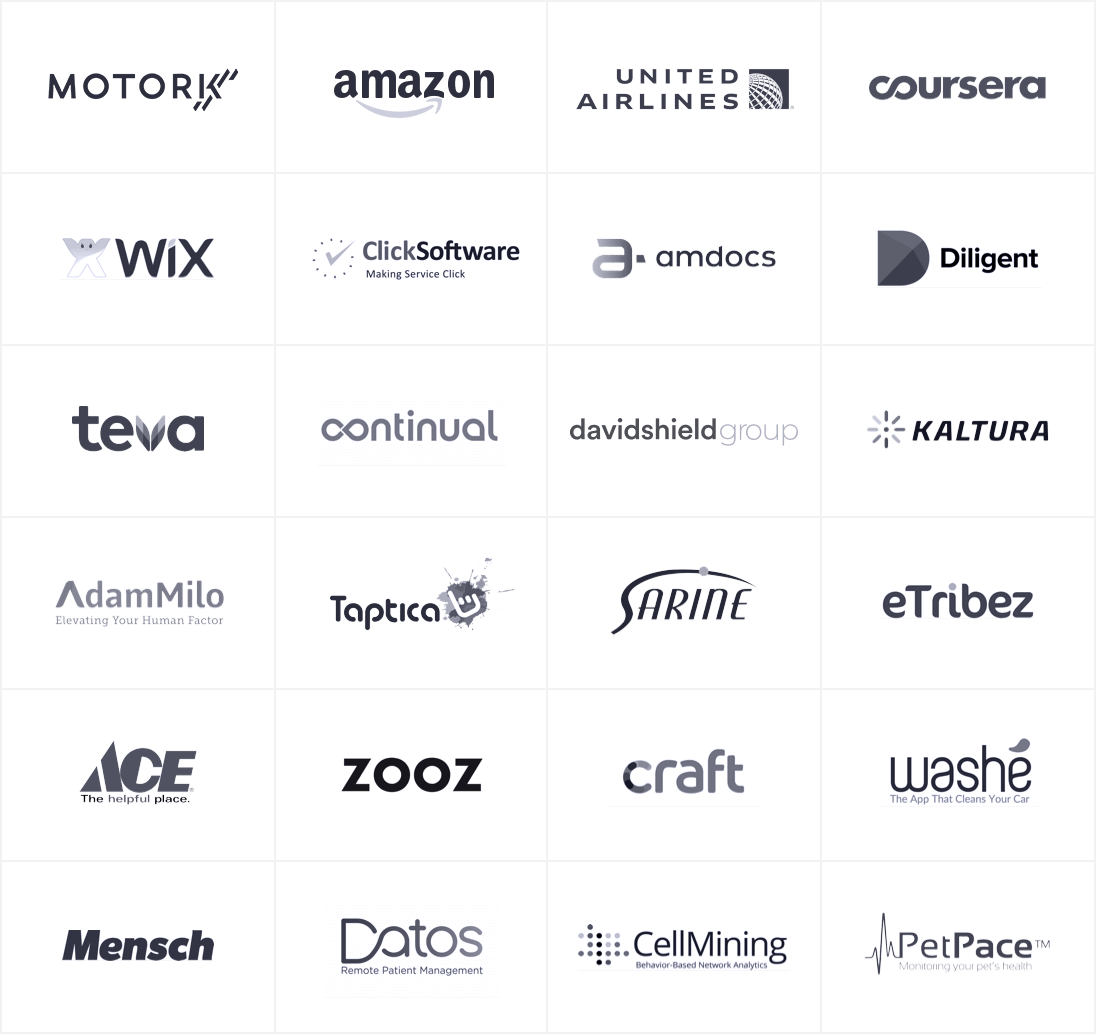 MOTORK
amazon
UNITED
AIRLINES
coursera
WiX
ClickSoftware
Making Service Click
a amdocs
D Diligent
teva
continual
davidshieldgroup
KALTURA
AdamMilo
Elevating Your Human Factor
Taptica
SARINE
eTribez
ACE
The helpful place.
zooz
craft
washé
The App That Cleans Your Car
Mensch
Datos
Remote Patient Management
CellMining
Behavior-Based Network Analytics
PetPace™
Monitoring your pet's health